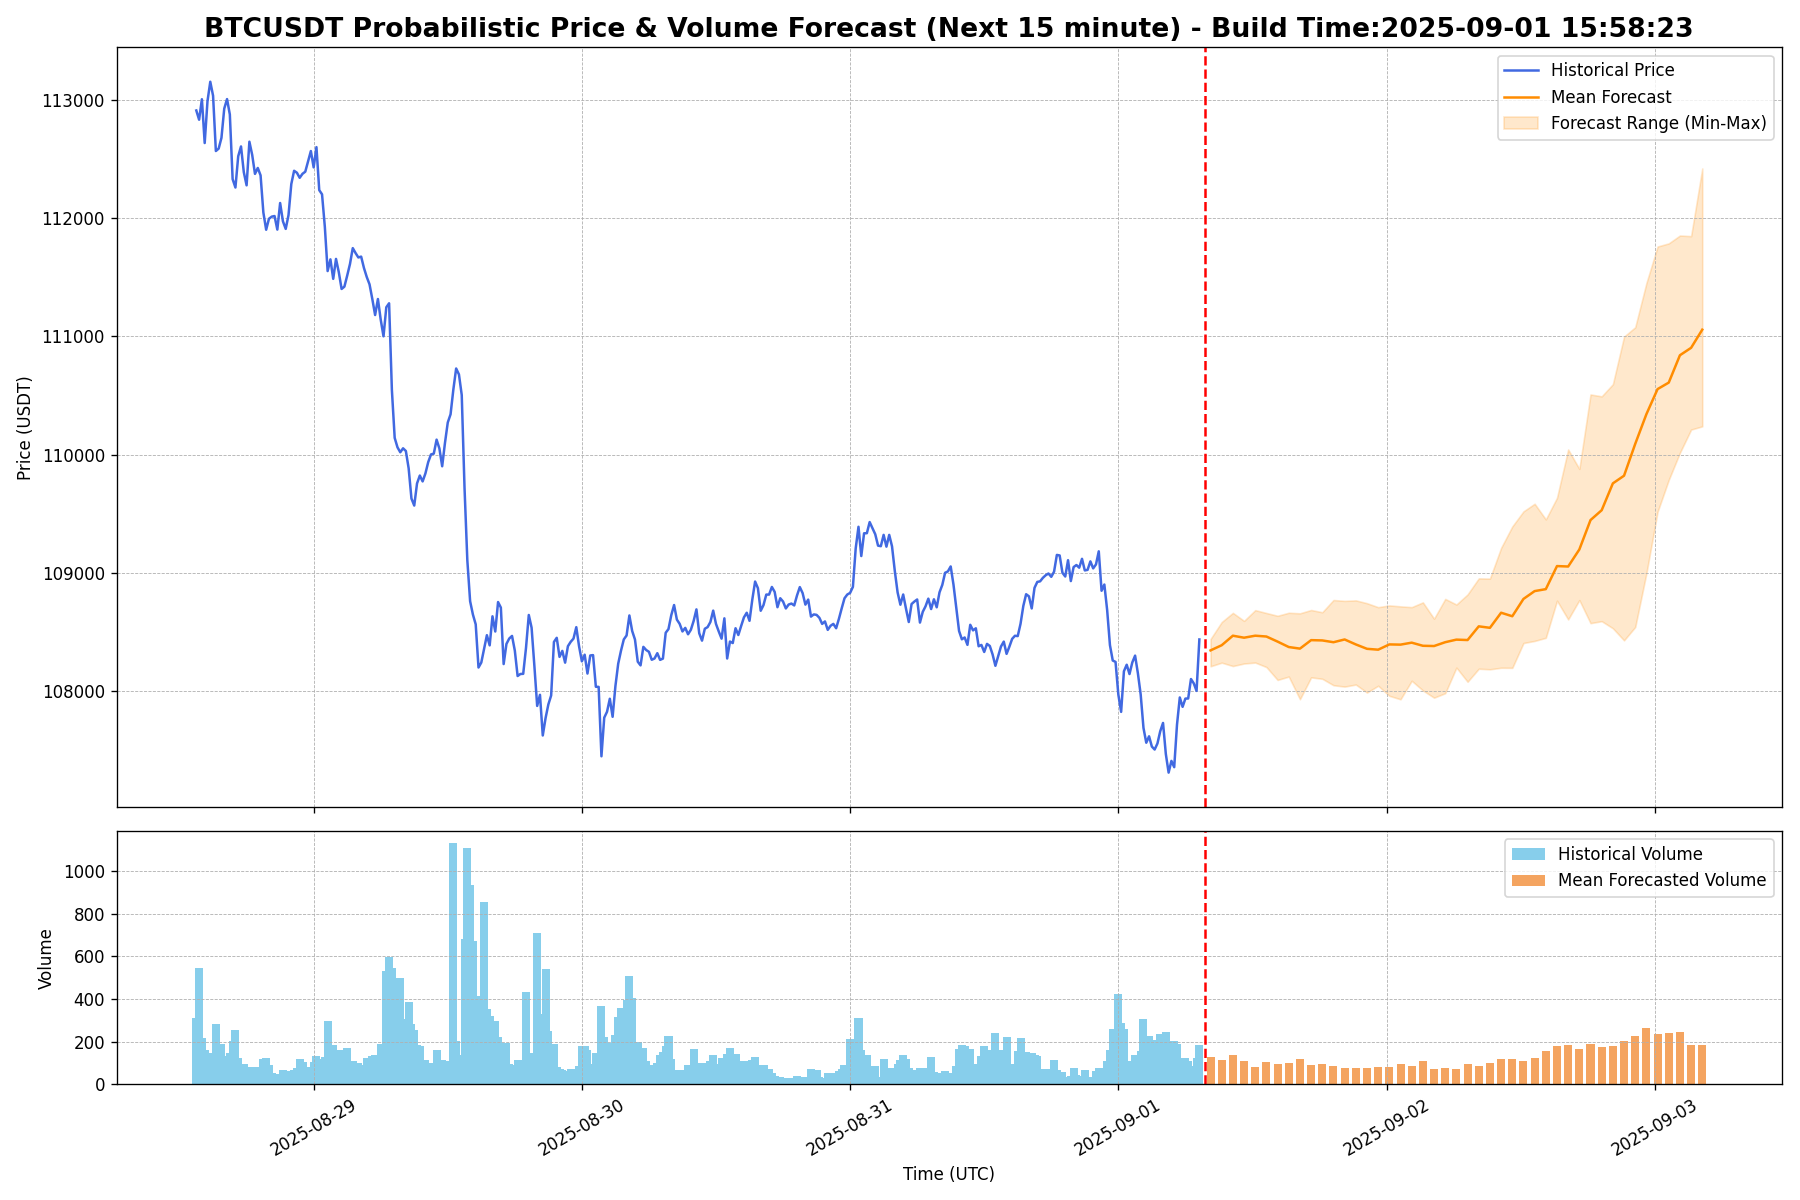 BTCUSDT Probabilistic Price & Volume Forecast (Next 15 minute) - Build Time:2025-09-01 15:58:23
Historical Price
Mean Forecast
Forecast Range (Min-Max)
113000
112000
111000
110000
109000
108000
Price (USDT)
Historical Volume
Mean Forecasted Volume
1000
800
600
400
200
0
Volume
2025-08-29
2025-08-30
2025-08-31
2025-09-01
2025-09-02
2025-09-03
Time (UTC)